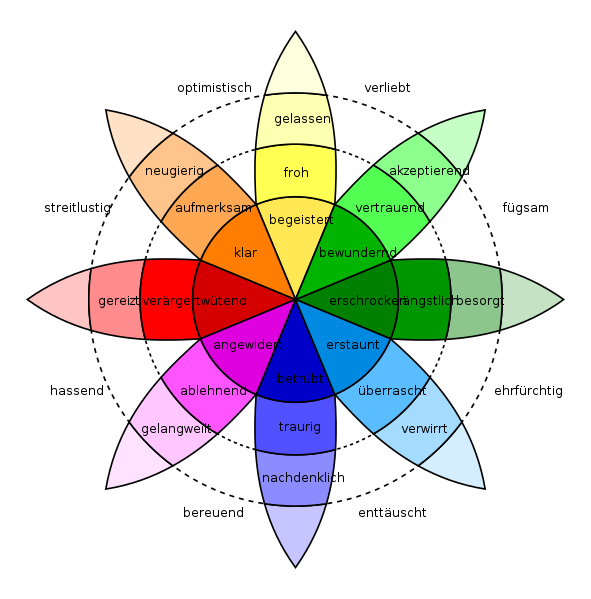 optimistisch
verliebt
gelassen
neugierig
froh
akzeptierend
streitlustig
aufmerksam
vertrauend
fügsam
begeistert
klar
bewundernd
gereizt
verärgert
wütend
erschrocken
ängstlich
besorgt
angewidert
erstaunt
betrübt
hassend
ablehnend
überrascht
ehrfürchtig
gelangweilt
traurig
verwirrt
nachdenklich
bereuend
enttäuscht